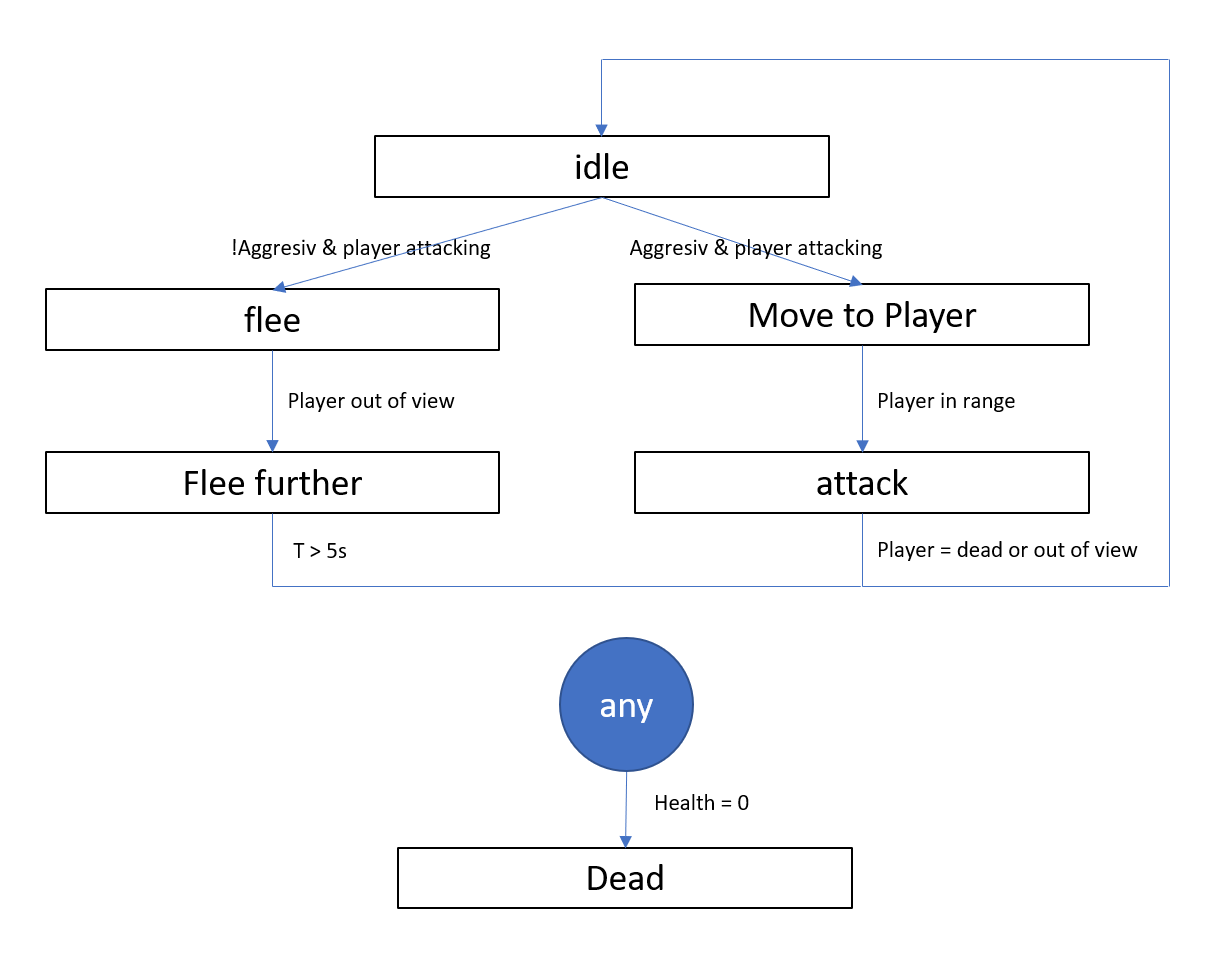 idle
!Aggresiv & player attacking
Aggresiv & player attacking
flee
Move to Player
Player out of view
Player in range
Flee further
attack
T > 5s
Player = dead or out of view
any
Health = 0
Dead